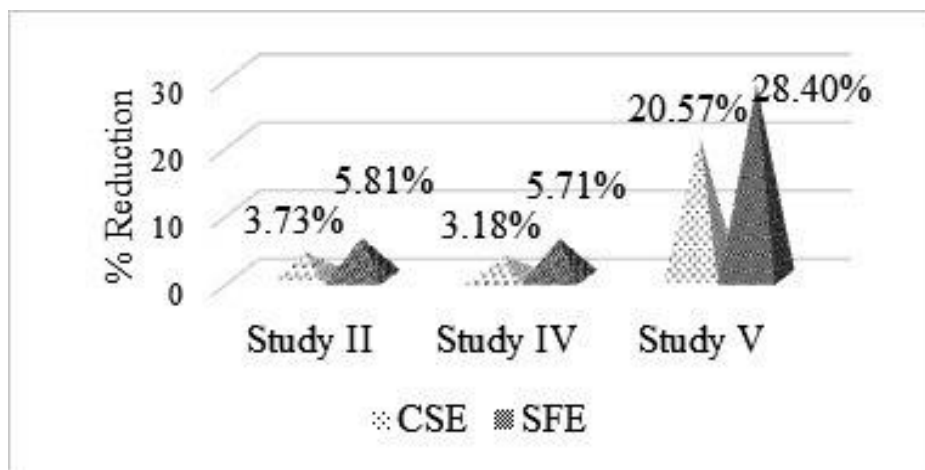 % Reduction
30
20
10
0
3.73%
5.81%
3.18%
5.71%
20.57%
28.40%
Study II
Study IV
Study V
CSE
SFE